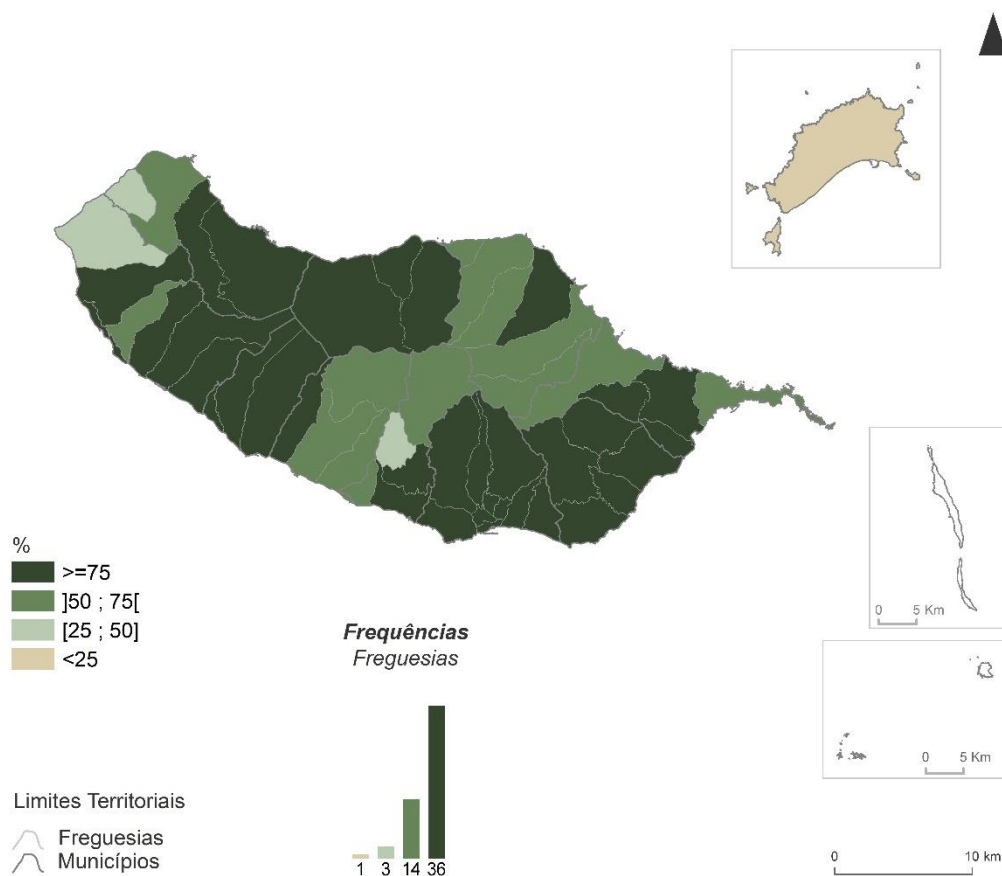 %
>=75
]50 ; 75[
[25 ; 50]
<25
Frequências
Freguesias
1 3 14 36
Limites Territoriais
Freguesias
Municípios
0 5 Km
0 5 Km
0 10 km